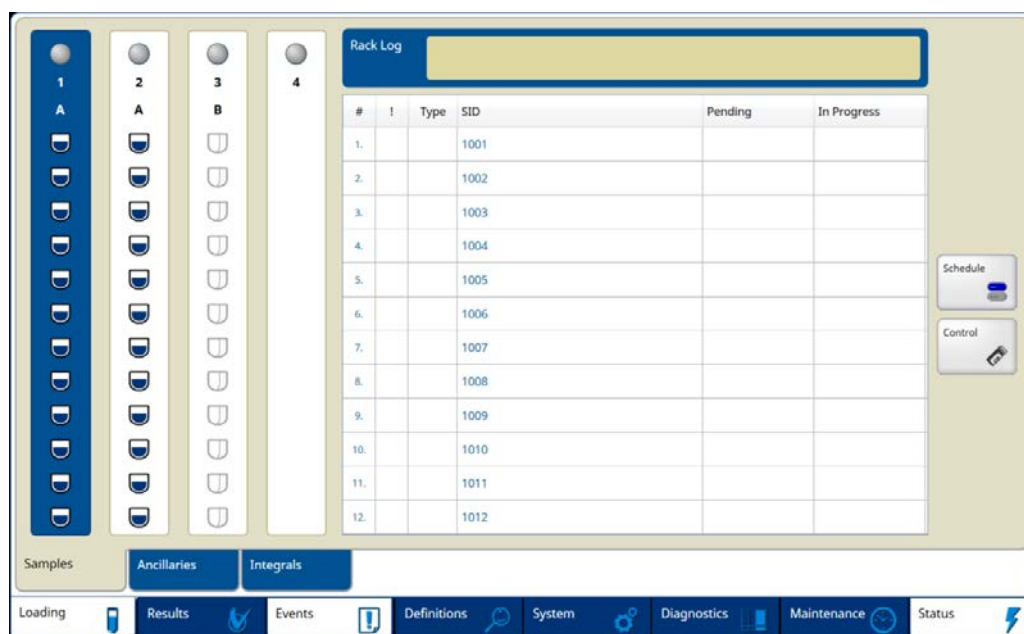 Rack Log
1 2 3 4
A A B
# ! Type SID Pending In Progress
1. 1001
2. 1002
3. 1003
4. 1004
5. 1005
6. 1006
7. 1007
8. 1008
9. 1009
10. 1010
11. 1011
12. 1012
Schedule
Control
Samples Ancillaries Integrals
Loading Results Events Definitions System Diagnostics Maintenance Status